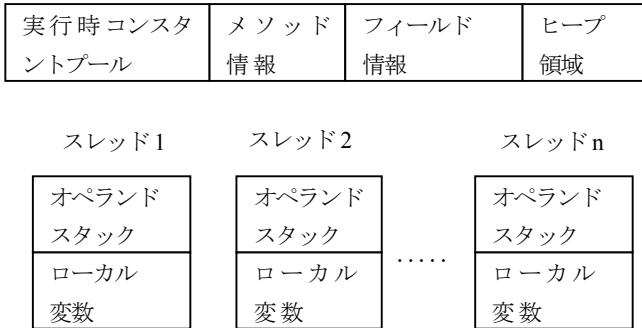 実行時コンスタ メソッド フィールド ヒープ
ントプール 情報 情報 領域
スレッド1 スレッド2 スレッドn
オペランド オペランド オペランド
スタック スタック ..... スタック
ローカル ローカル ローカル
変数 変数 変数